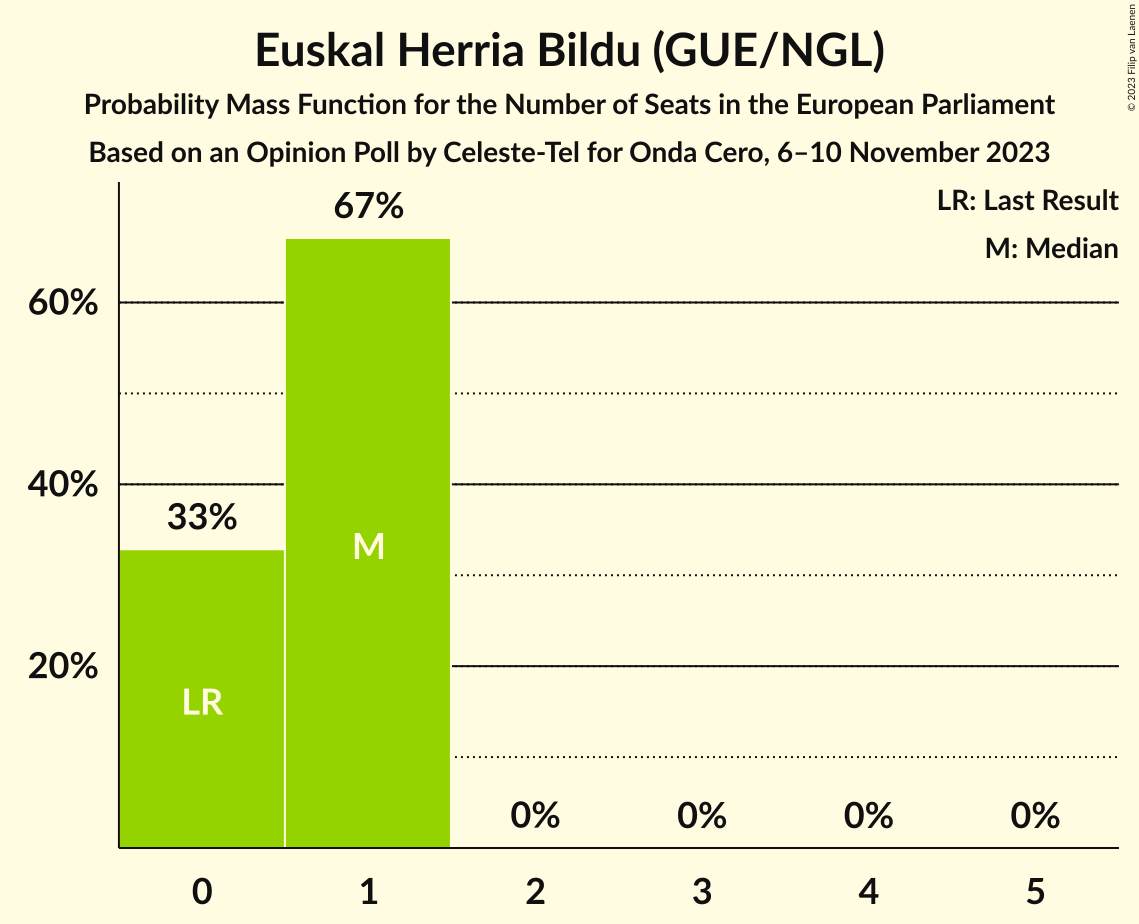 Euskal Herria Bildu (GUE/NGL)
Probability Mass Function for the Number of Seats in the European Parliament
Based on an Opinion Poll by Celeste-Tel for Onda Cero, 6–10 November 2023
© 2023 Filip van Laenen
LR: Last Result
M: Median
67%
60%
40%
33%
M
20%
LR
0% 0% 0% 0%
0 1 2 3 4 5